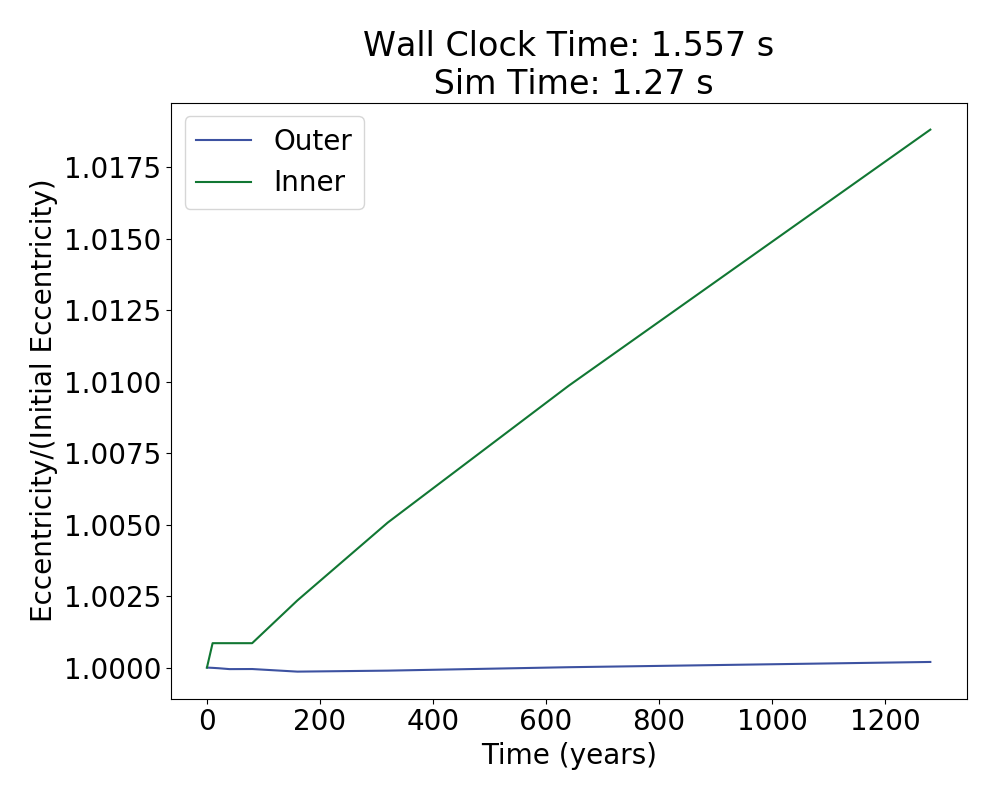 Wall Clock Time: 1.557 s
Sim Time: 1.27 s
Outer
Inner
Eccentricity/(Initial Eccentricity)
1.0175
1.0150
1.0125
1.0100
1.0075
1.0050
1.0025
1.0000
0 200 400 600 800 1000 1200
Time (years)